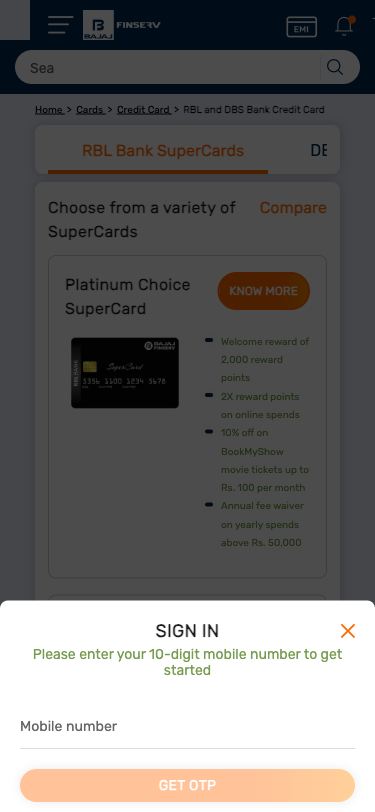 BAJAJ FINSERV
EMI
Sea
Home > Cards > Credit Card > RBL and DBS Bank Credit Card
RBL Bank SuperCards
DE
Choose from a variety of SuperCards
Compare
Platinum Choice SuperCard
KNOW MORE
BAJAJ FINSERV
RBL BANK
SuperCard
5356 1100 1234 5678
Welcome reward of
2,000 reward
points
2X reward points
on online spends
10% off on
BookMyShow
movie tickets up to
Rs. 100 per month
Annual fee waiver
on yearly spends
above Rs. 50,000
SIGN IN
Please enter your 10-digit mobile number to get
started
Mobile number
GET OTP